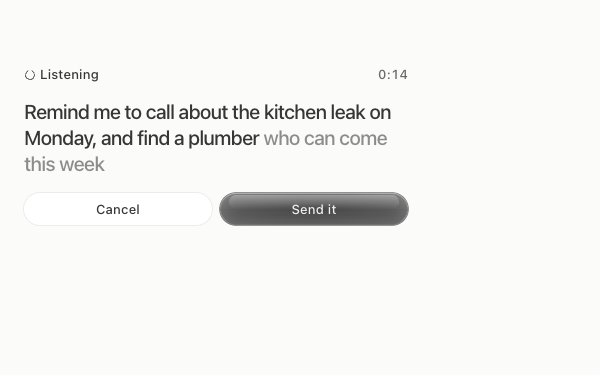 Listening 0:14
Remind me to call about the kitchen leak on
Monday, and find a plumber who can come
this week
Cancel Send it